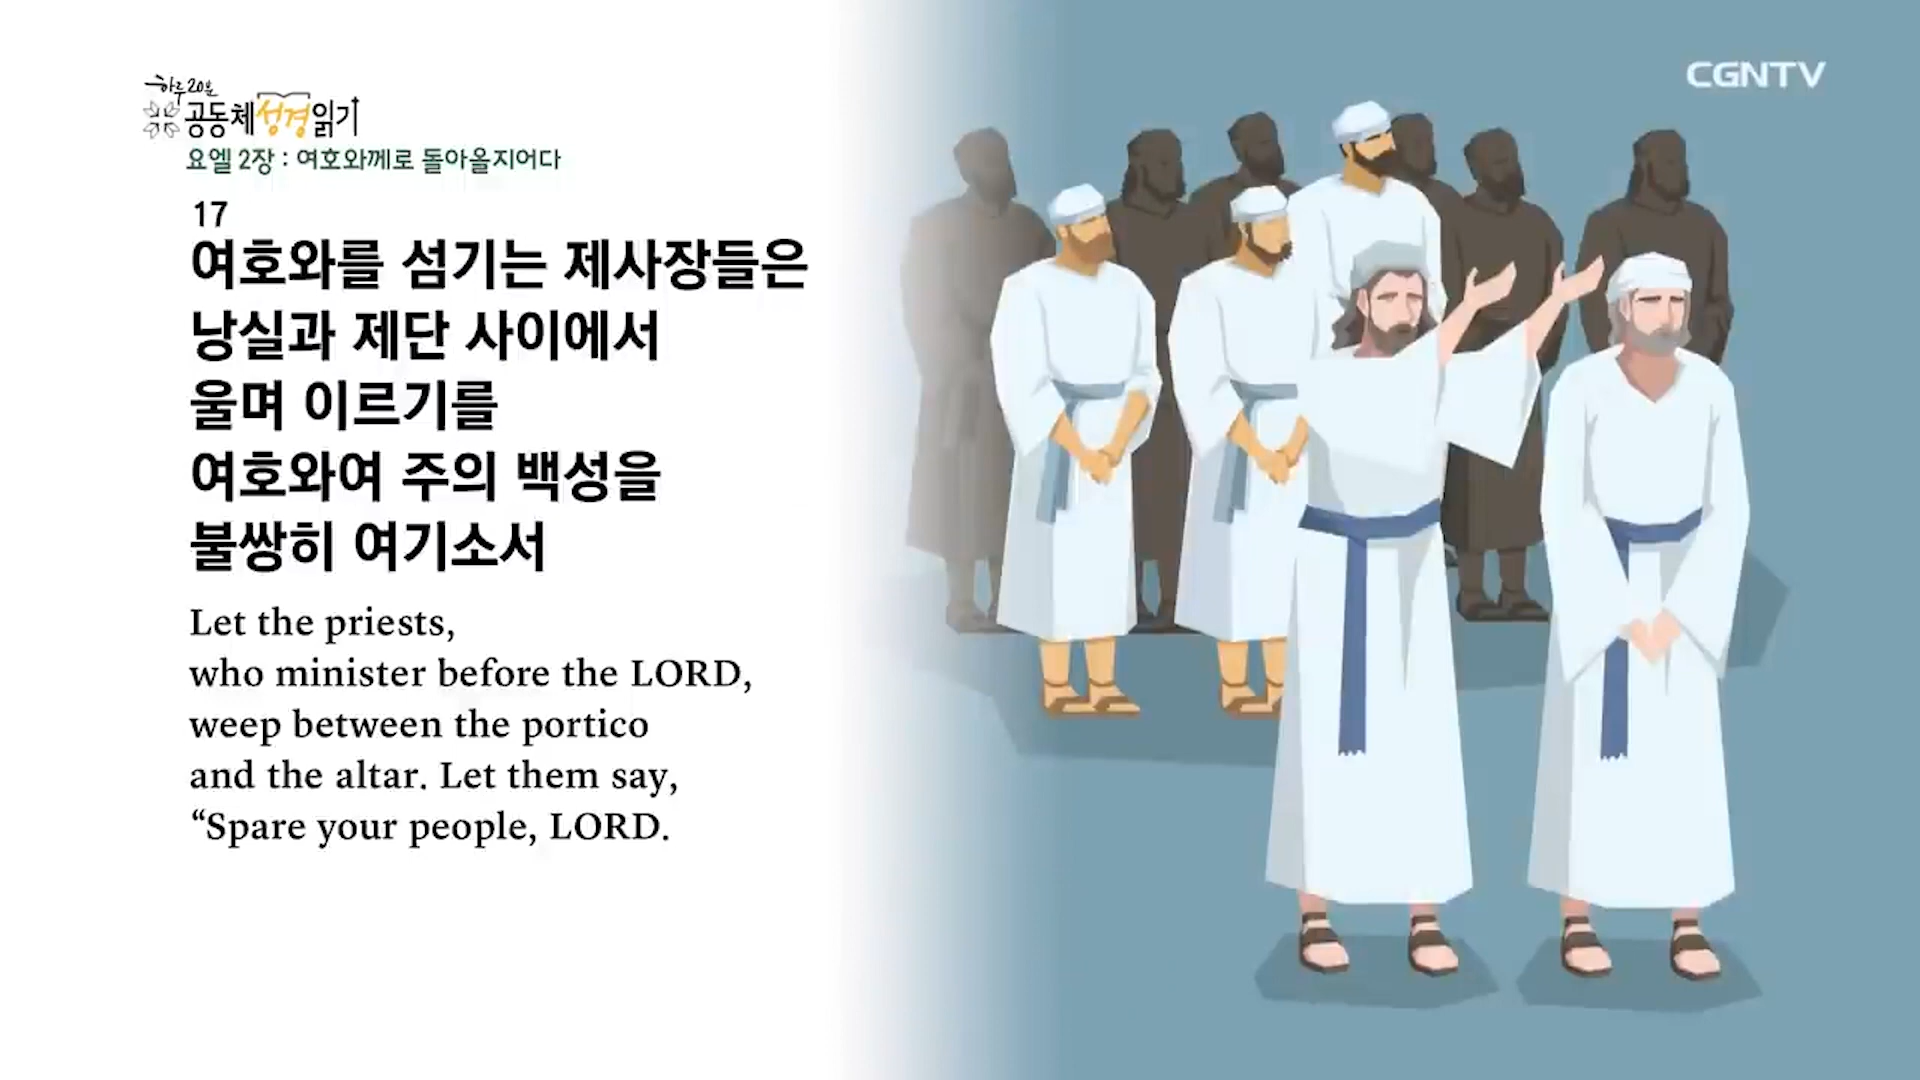 하루 20분
공동체성경읽기
CGNTV
요엘 2장 : 여호와께로 돌아올지어다
17
여호와를 섬기는 제사장들은
낭실과 제단 사이에서
울며 이르기를
여호와여 주의 백성을
불쌍히 여기소서
Let the priests,
who minister before the LORD,
weep between the portico
and the altar. Let them say,
“Spare your people, LORD.